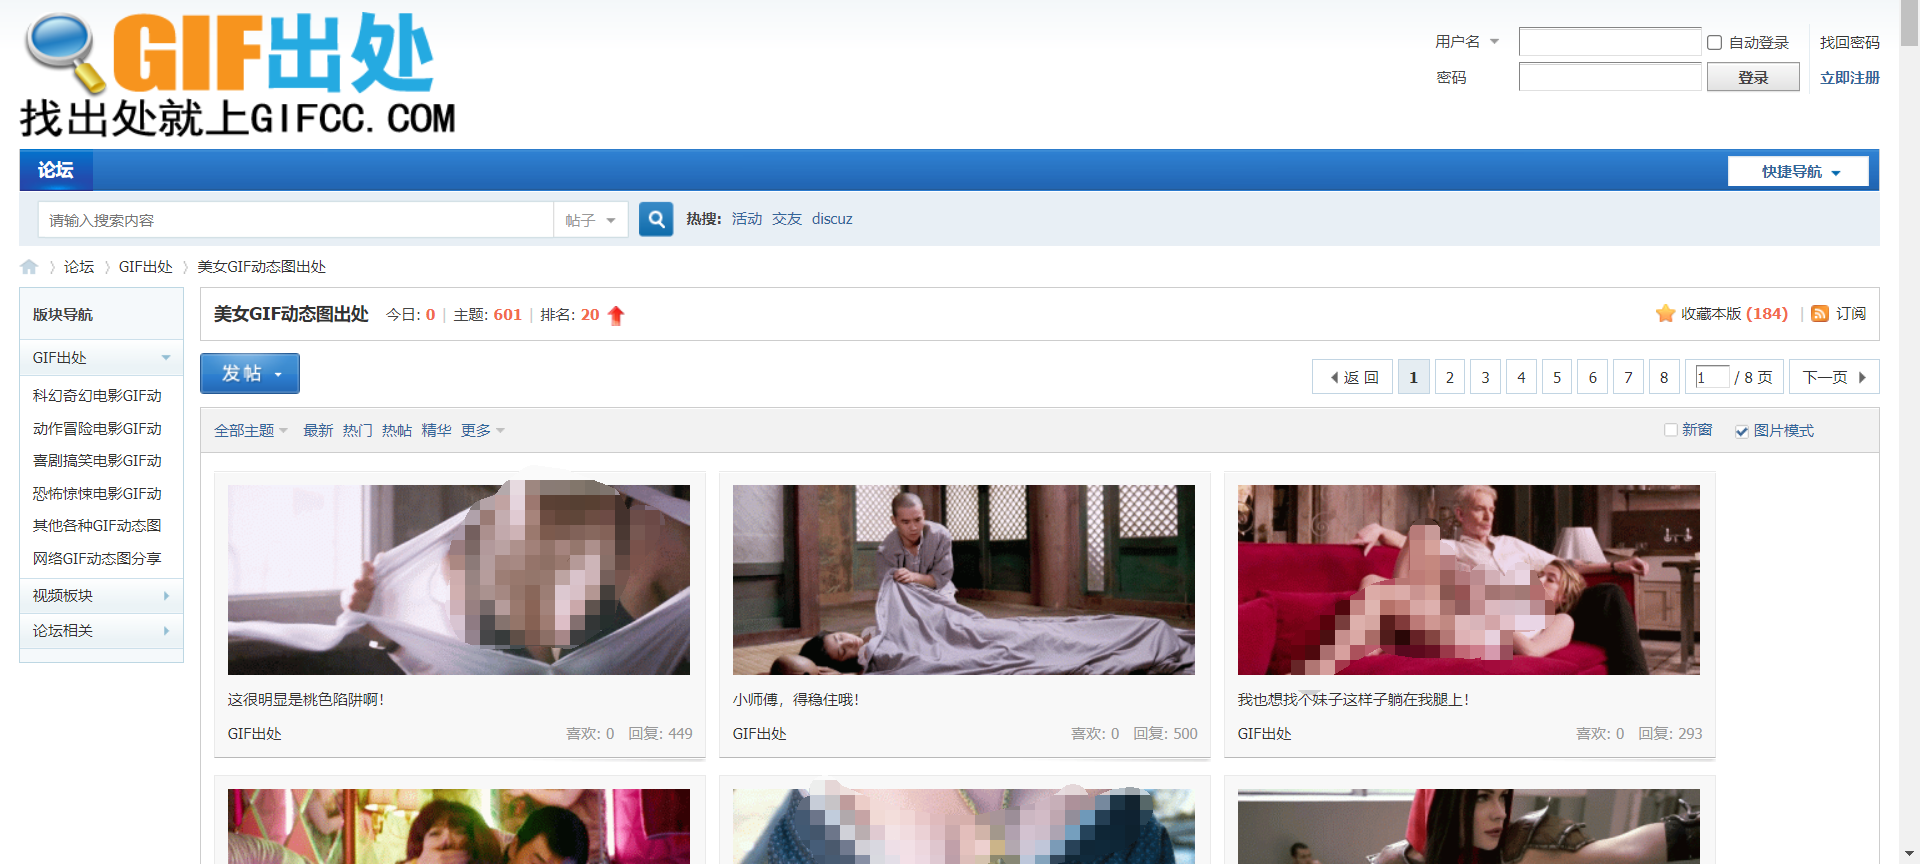 GIF出处
找出处就上GIFCC.COM
用户名 自动登录 找回密码
密码 登录 立即注册
论坛 快捷导航
请输入搜索内容 帖子 热搜: 活动 交友 discuz
论坛 GIF出处 美女GIF动态图出处
版块导航
GIF出处
科幻奇幻电影GIF动
动作冒险电影GIF动
喜剧搞笑电影GIF动
恐怖惊悚电影GIF动
其他各种GIF动态图
网络GIF动态图分享
视频板块
论坛相关
美女GIF动态图出处 今日: 0 | 主题: 601 | 排名: 20 收藏本版 (184) | 订阅
发帖 返回 1 2 3 4 5 6 7 8 1 / 8 页 下一页
全部主题 最新 热门 热帖 精华 更多 新窗 图片模式
这很明显是桃色陷阱啊!
GIF出处 喜欢: 0 回复: 449
小师傅，得稳住哦!
GIF出处 喜欢: 0 回复: 500
我也想找个妹子这样子躺在我腿上!
GIF出处 喜欢: 0 回复: 293